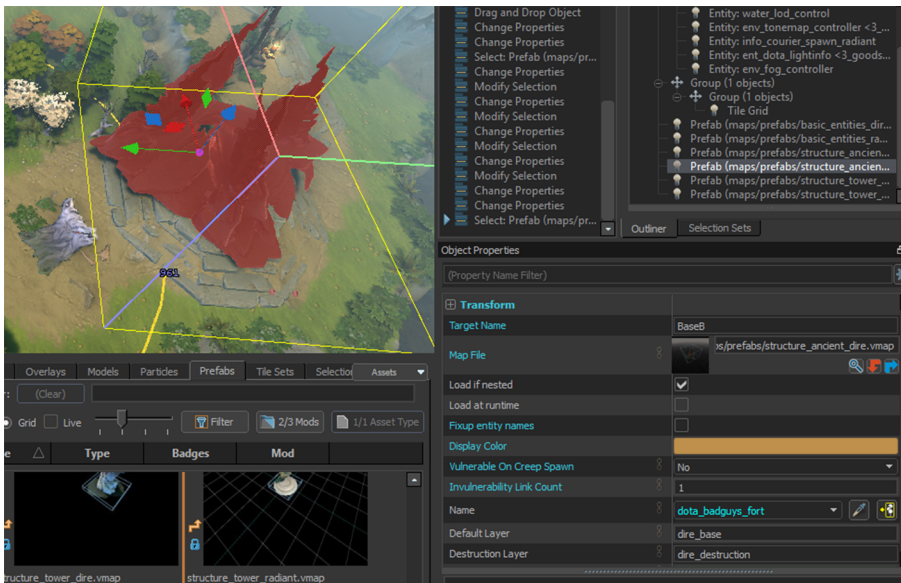 961
Overlays
Models
Particles
Prefabs
Tile Sets
Selection
Assets
(Clear)
Grid
Live
Filter
2/3 Mods
1/1 Asset Type
Type
Badges
Mod
structure_tower_dire.vmap
structure_tower_radiant.vmap
Drag and Drop Object
Change Properties
Change Properties
Select: Prefab (maps/pr...
Change Properties
Modify Selection
Change Properties
Modify Selection
Change Properties
Modify Selection
Change Properties
Modify Selection
Change Properties
Change Properties
Select: Prefab (maps/pr...
Entity: water_lod_control
Entity: env_tonemap_controller <3_...
Entity: info_courier_spawn_radiant
Entity: ent_dota_lightinfo <3_goods...
Entity: env_fog_controller
Group (1 objects)
Group (1 objects)
Tile Grid
Prefab (maps/prefabs/basic_entities_dir...
Prefab (maps/prefabs/basic_entities_ra...
Prefab (maps/prefabs/structure_ancien...
Prefab (maps/prefabs/structure_ancien...
Prefab (maps/prefabs/structure_tower_...
Prefab (maps/prefabs/structure_tower_...
Outliner
Selection Sets
Object Properties
(Property Name Filter)
Transform
Target Name
BaseB
Map File
ps/prefabs/structure_ancient_dire.vmap
Load if nested
Load at runtime
Fixup entity names
Display Color
Vulnerable On Creep Spawn
No
Invulnerability Link Count
1
Name
dota_badguys_fort
Default Layer
dire_base
Destruction Layer
dire_destruction